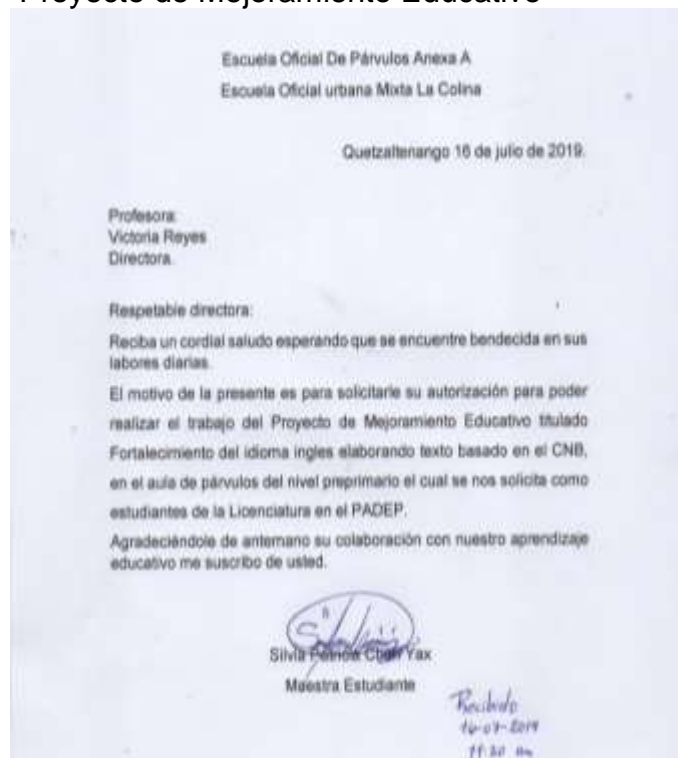 Proyecto de Mejoramiento Educativo
Escuela Oficial De Párvulos Anexa A
Escuela Oficial urbana Mixta La Colina
Quetzaltenango 16 de julio de 2019.
Profesora:
Victoria Reyes
Directora.
Respetable directora:
Reciba un cordial saludo esperando que se encuentre bendecida en sus
labores diarias.
El motivo de la presente es para solicitarle su autorización para poder
realizar el trabajo del Proyecto de Mejoramiento Educativo titulado
Fortalecimiento del idioma ingles elaborando texto basado en el CNB,
en el aula de párvulos del nivel preprimario el cual se nos solicita como
estudiantes de la Licenciatura en el PADEP.
Agradeciéndole de antemano su colaboración con nuestro aprendizaje
educativo me suscribo de usted.
Silvia Yax
Maestra Estudiante
Recibido
16-07-2019
11:20 am